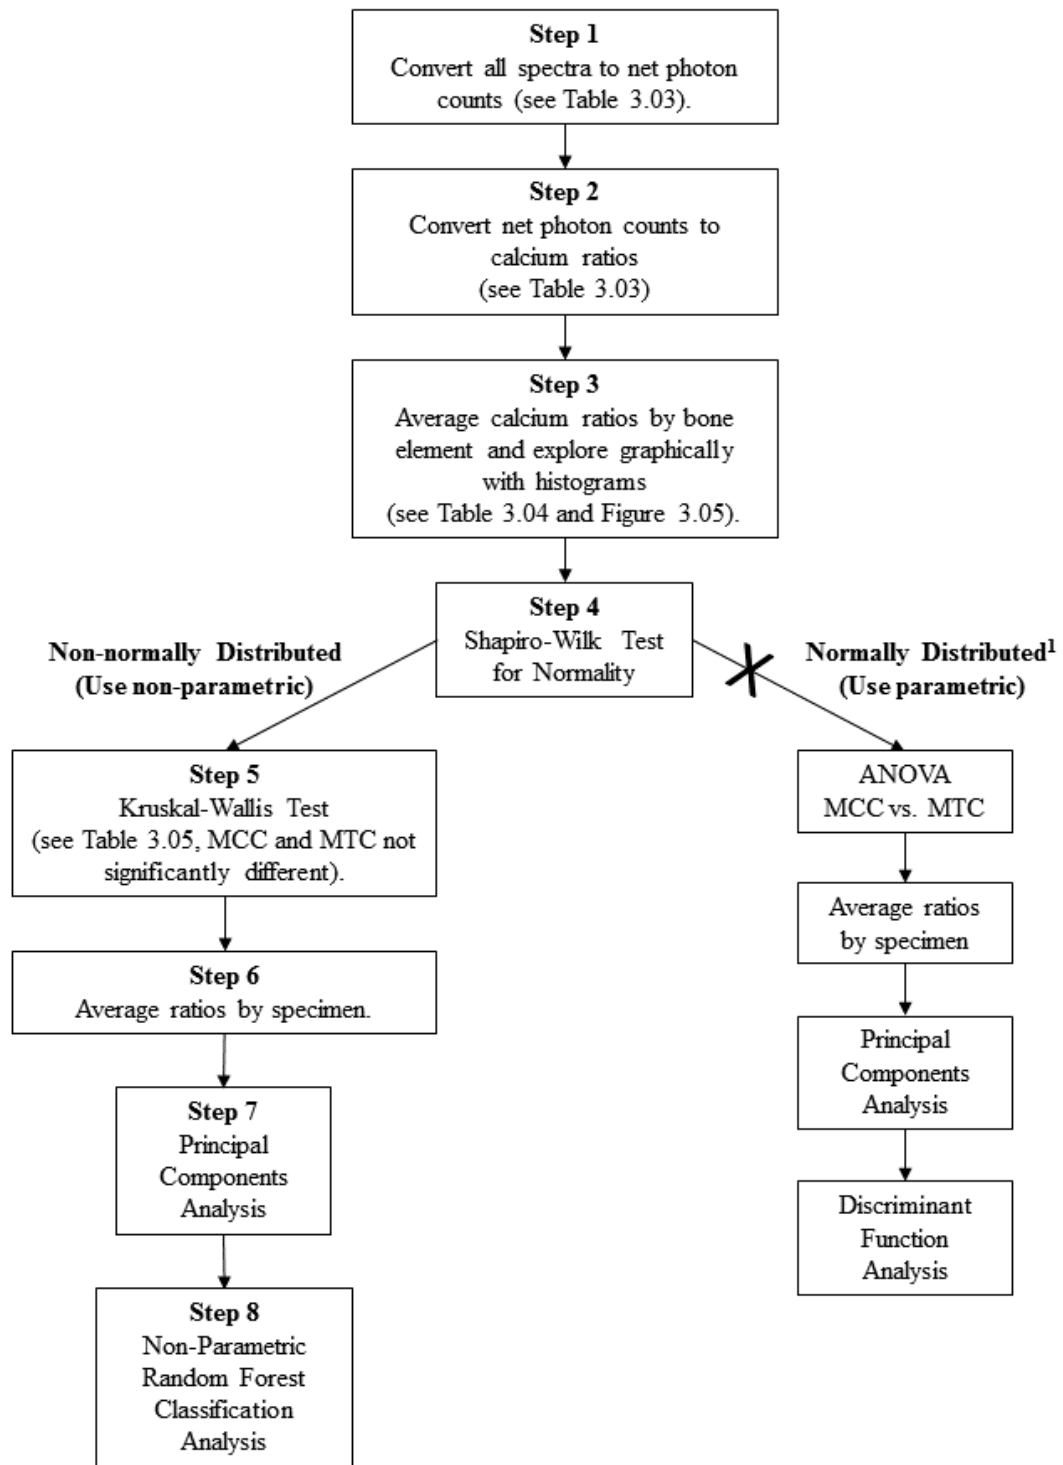 Step 1
Convert all spectra to net photon
counts (see Table 3.03).
Step 2
Convert net photon counts to
calcium ratios
(see Table 3.03)
Step 3
Average calcium ratios by bone
element and explore graphically
with histograms
(see Table 3.04 and Figure 3.05).
Step 4
Shapiro-Wilk Test
for Normality
Non-normally Distributed
(Use non-parametric)
Normally Distributed¹
(Use parametric)
Step 5
Kruskal-Wallis Test
(see Table 3.05, MCC and MTC not
significantly different).
Step 6
Average ratios by specimen.
Step 7
Principal
Components
Analysis
Step 8
Non-Parametric
Random Forest
Classification
Analysis
ANOVA
MCC vs. MTC
Average ratios
by specimen
Principal
Components
Analysis
Discriminant
Function
Analysis